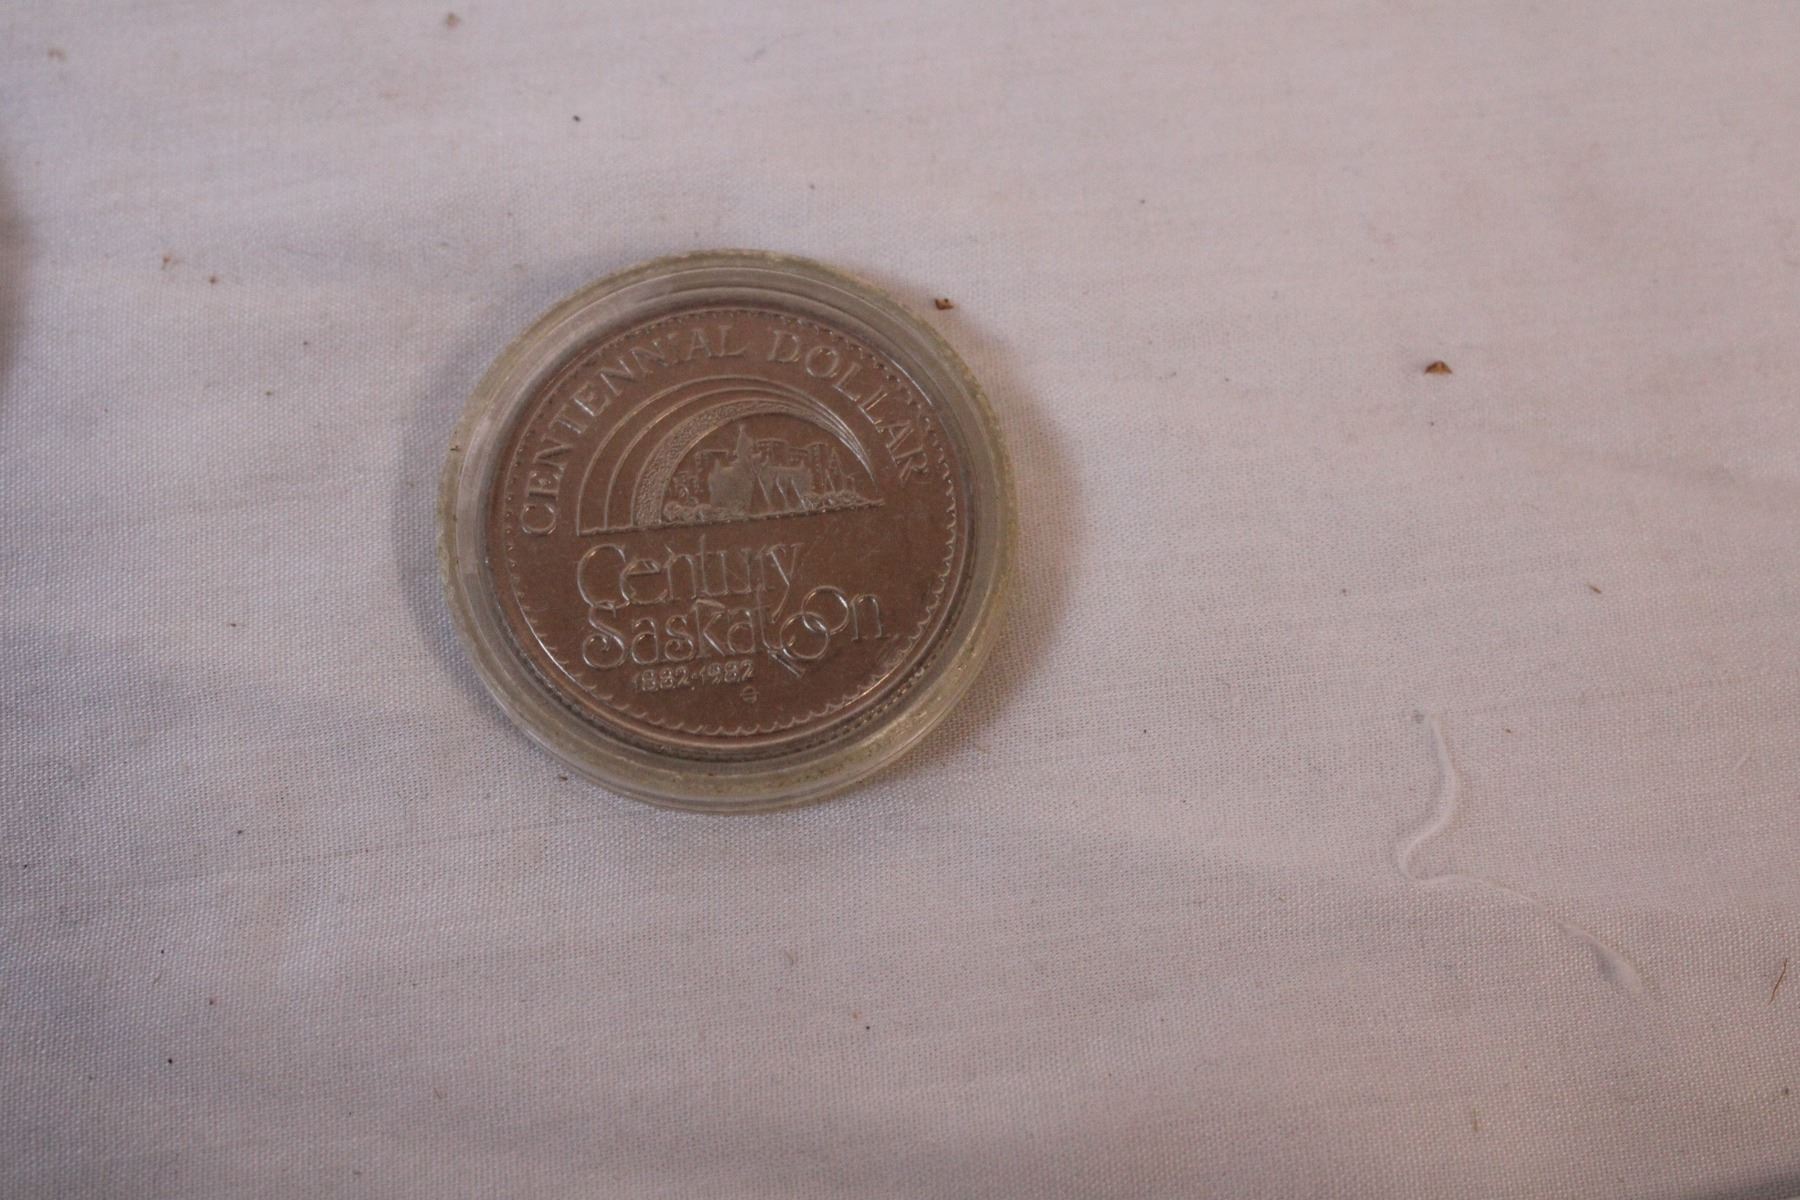 CENTENNIAL DOLLAR
Century
Saskatoon
1882-1982